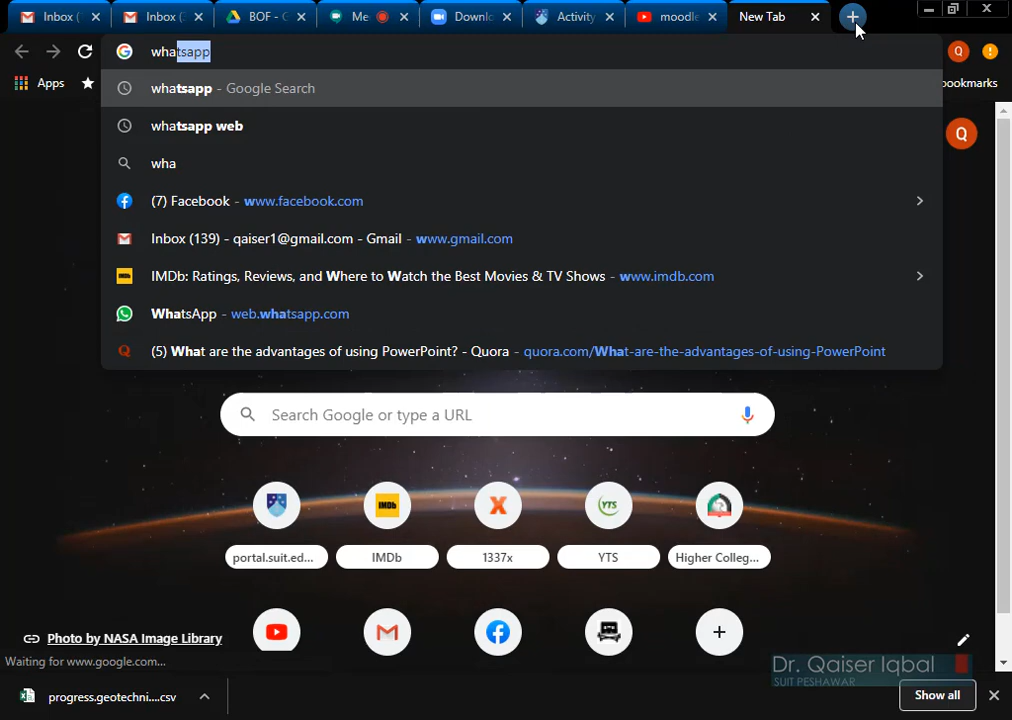 Inbox (
Inbox (
BOF - G
Me
Downlo
Activity
moodle
New Tab
whatsapp
Apps
bookmarks
Q
whatsapp - Google Search
whatsapp web
wha
(7) Facebook - www.facebook.com
Inbox (139) - qaiser1@gmail.com - Gmail - www.gmail.com
IMDb: Ratings, Reviews, and Where to Watch the Best Movies & TV Shows - www.imdb.com
WhatsApp - web.whatsapp.com
(5) What are the advantages of using PowerPoint? - Quora - quora.com/What-are-the-advantages-of-using-PowerPoint
Q
Search Google or type a URL
IMDb
X
YTS
portal.suit.ed...
IMDb
1337x
YTS
Higher Colleg...
Photo by NASA Image Library
Waiting for www.google.com...
Dr. Qaiser Iqbal
SUIT PESHAWAR
progress.geotechni....csv
Show all